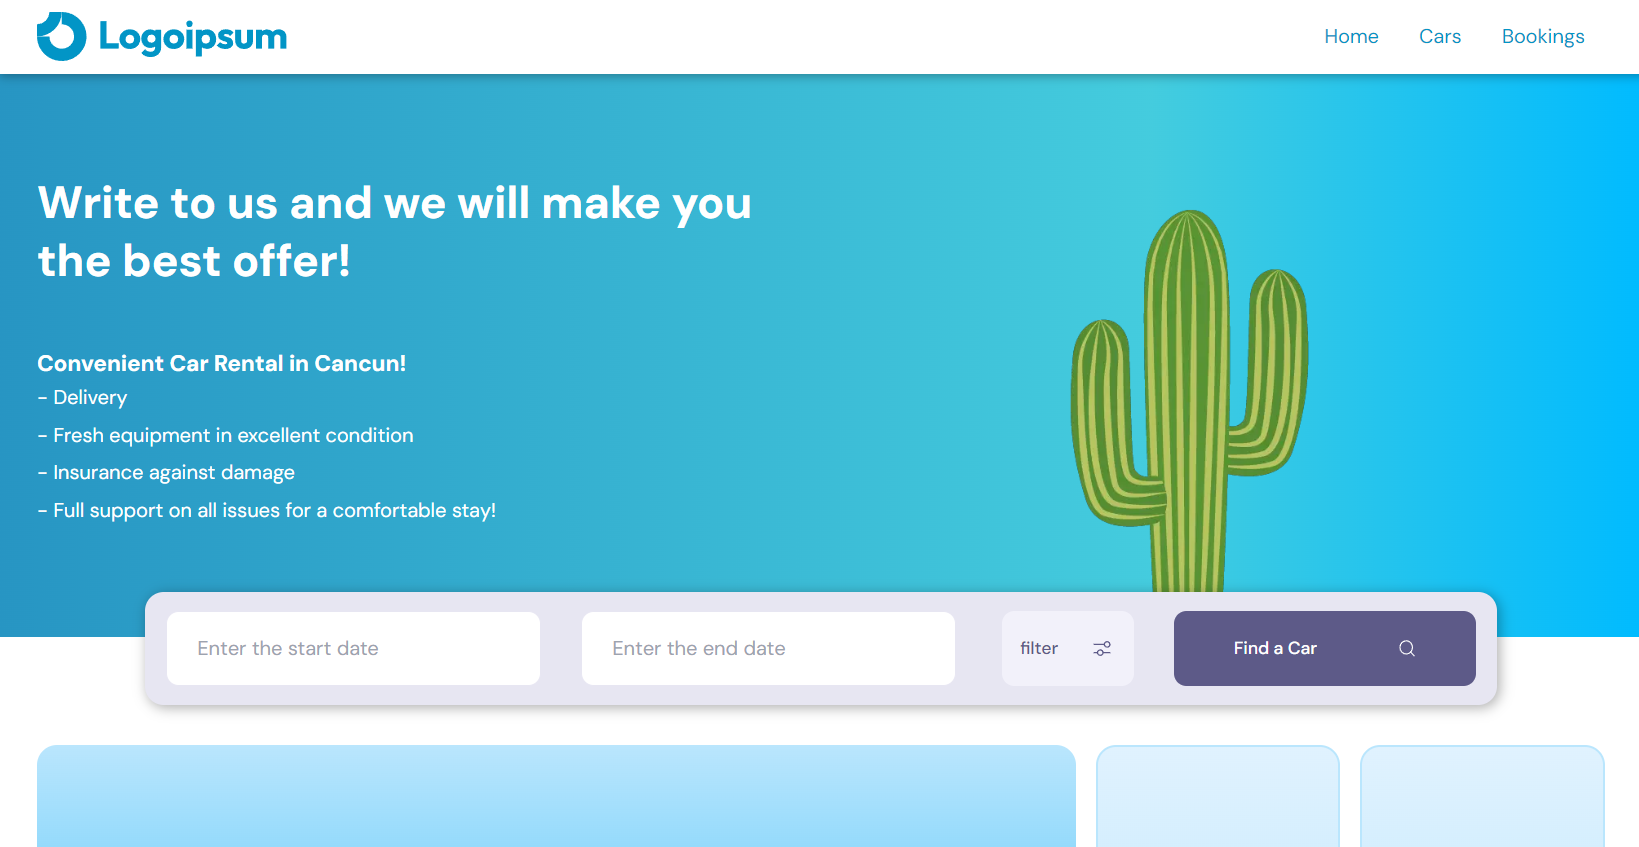 Logoipsum
Home
Cars
Bookings
Write to us and we will make you
the best offer!
Convenient Car Rental in Cancun!
- Delivery
- Fresh equipment in excellent condition
- Insurance against damage
- Full support on all issues for a comfortable stay!
Enter the start date
Enter the end date
filter
Find a Car